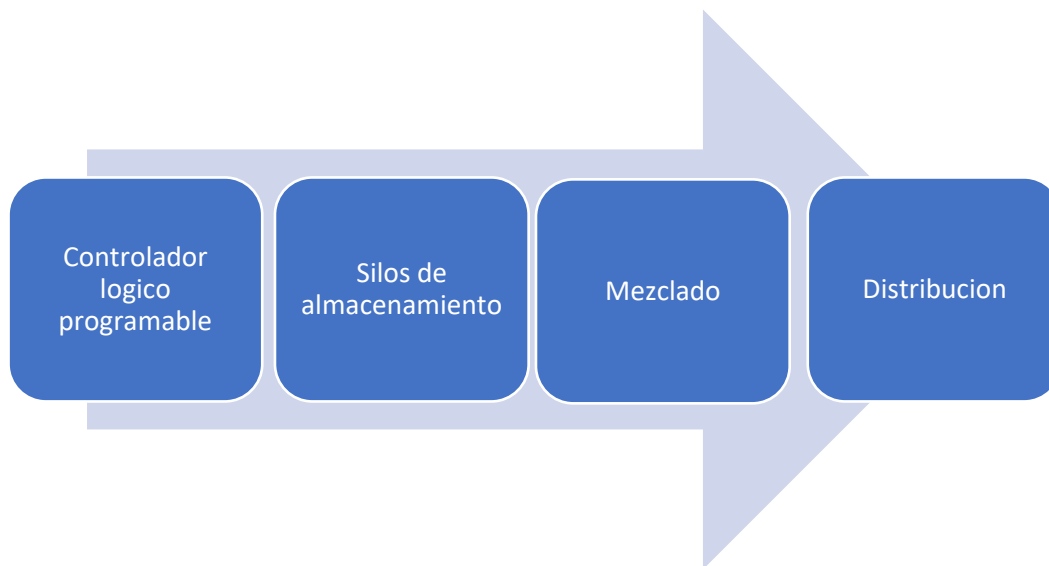 Controlador
logico
programable
Silos de
almacenamiento
Mezclado
Distribucion